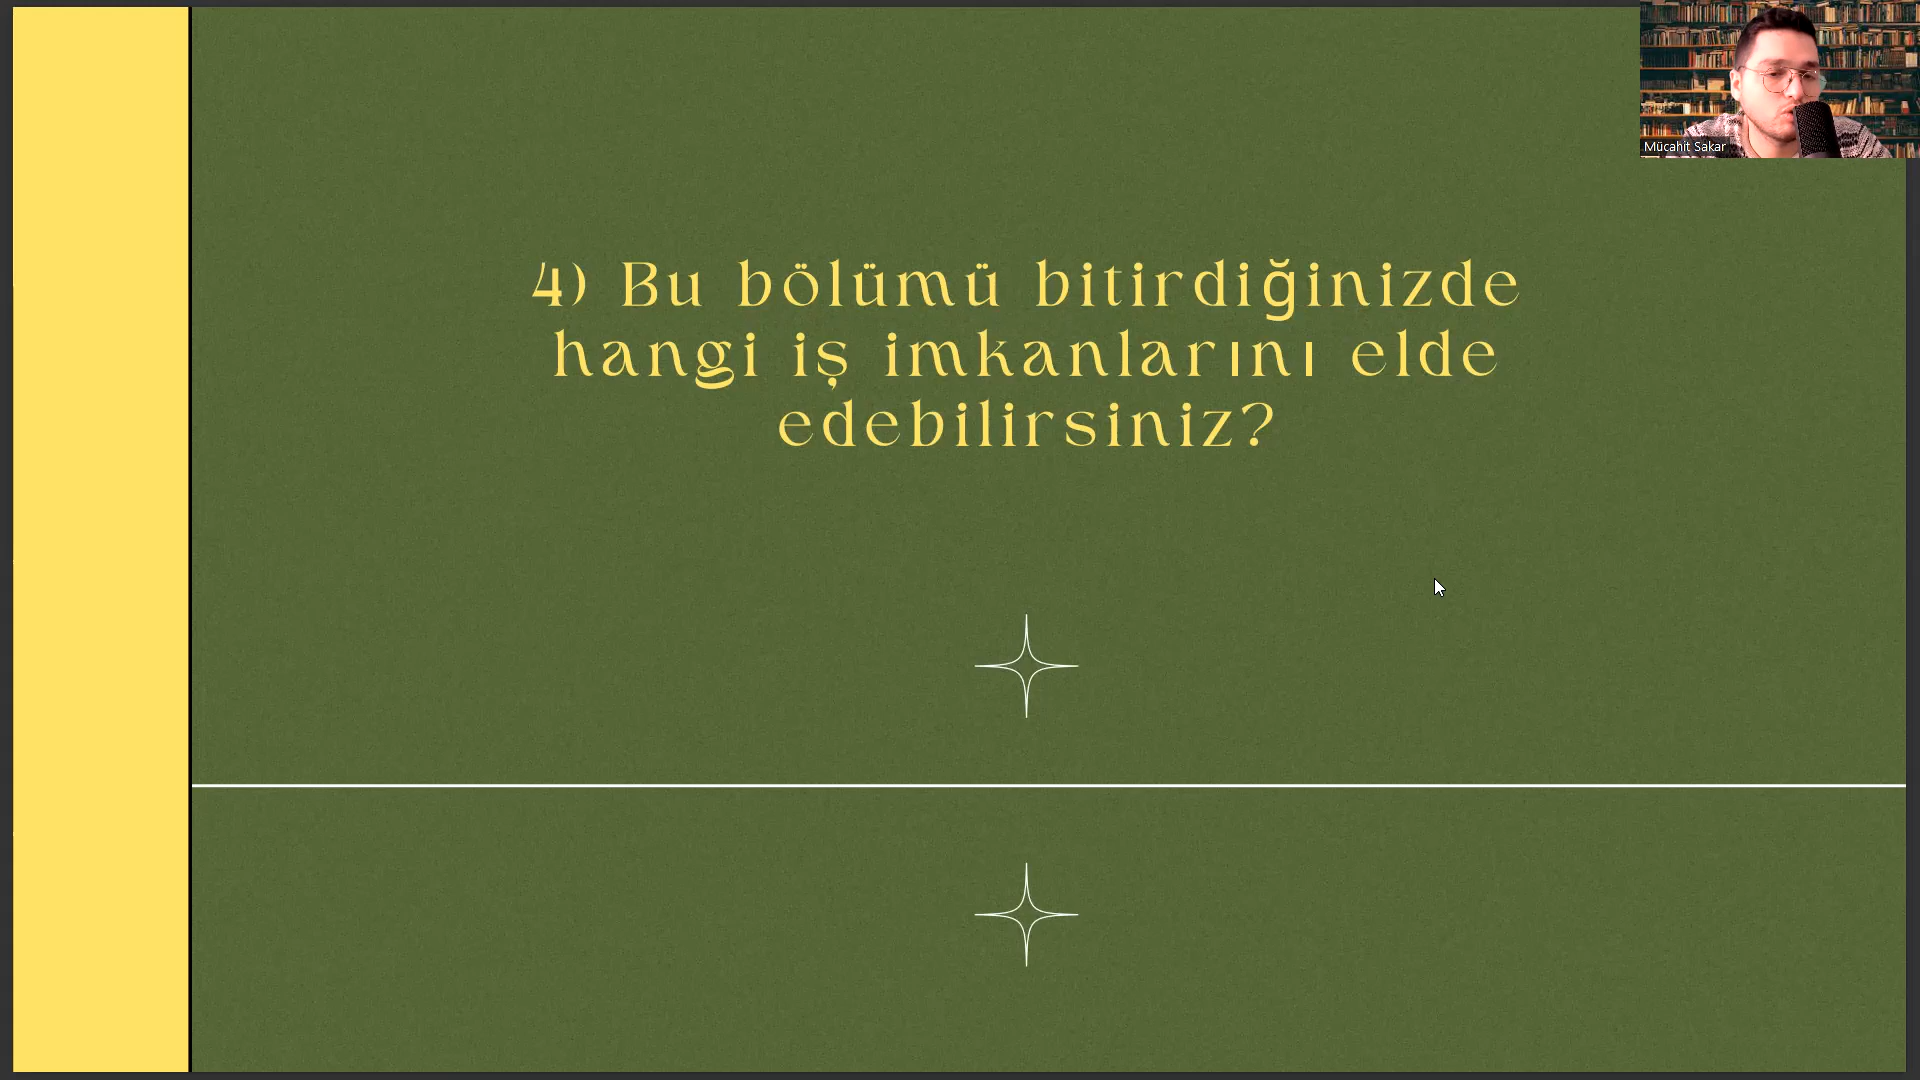 4) Bu bölümü bitirdiğinizde
hangi iş imkanlarını elde
edebilirsiniz?
Mücahit Sakar